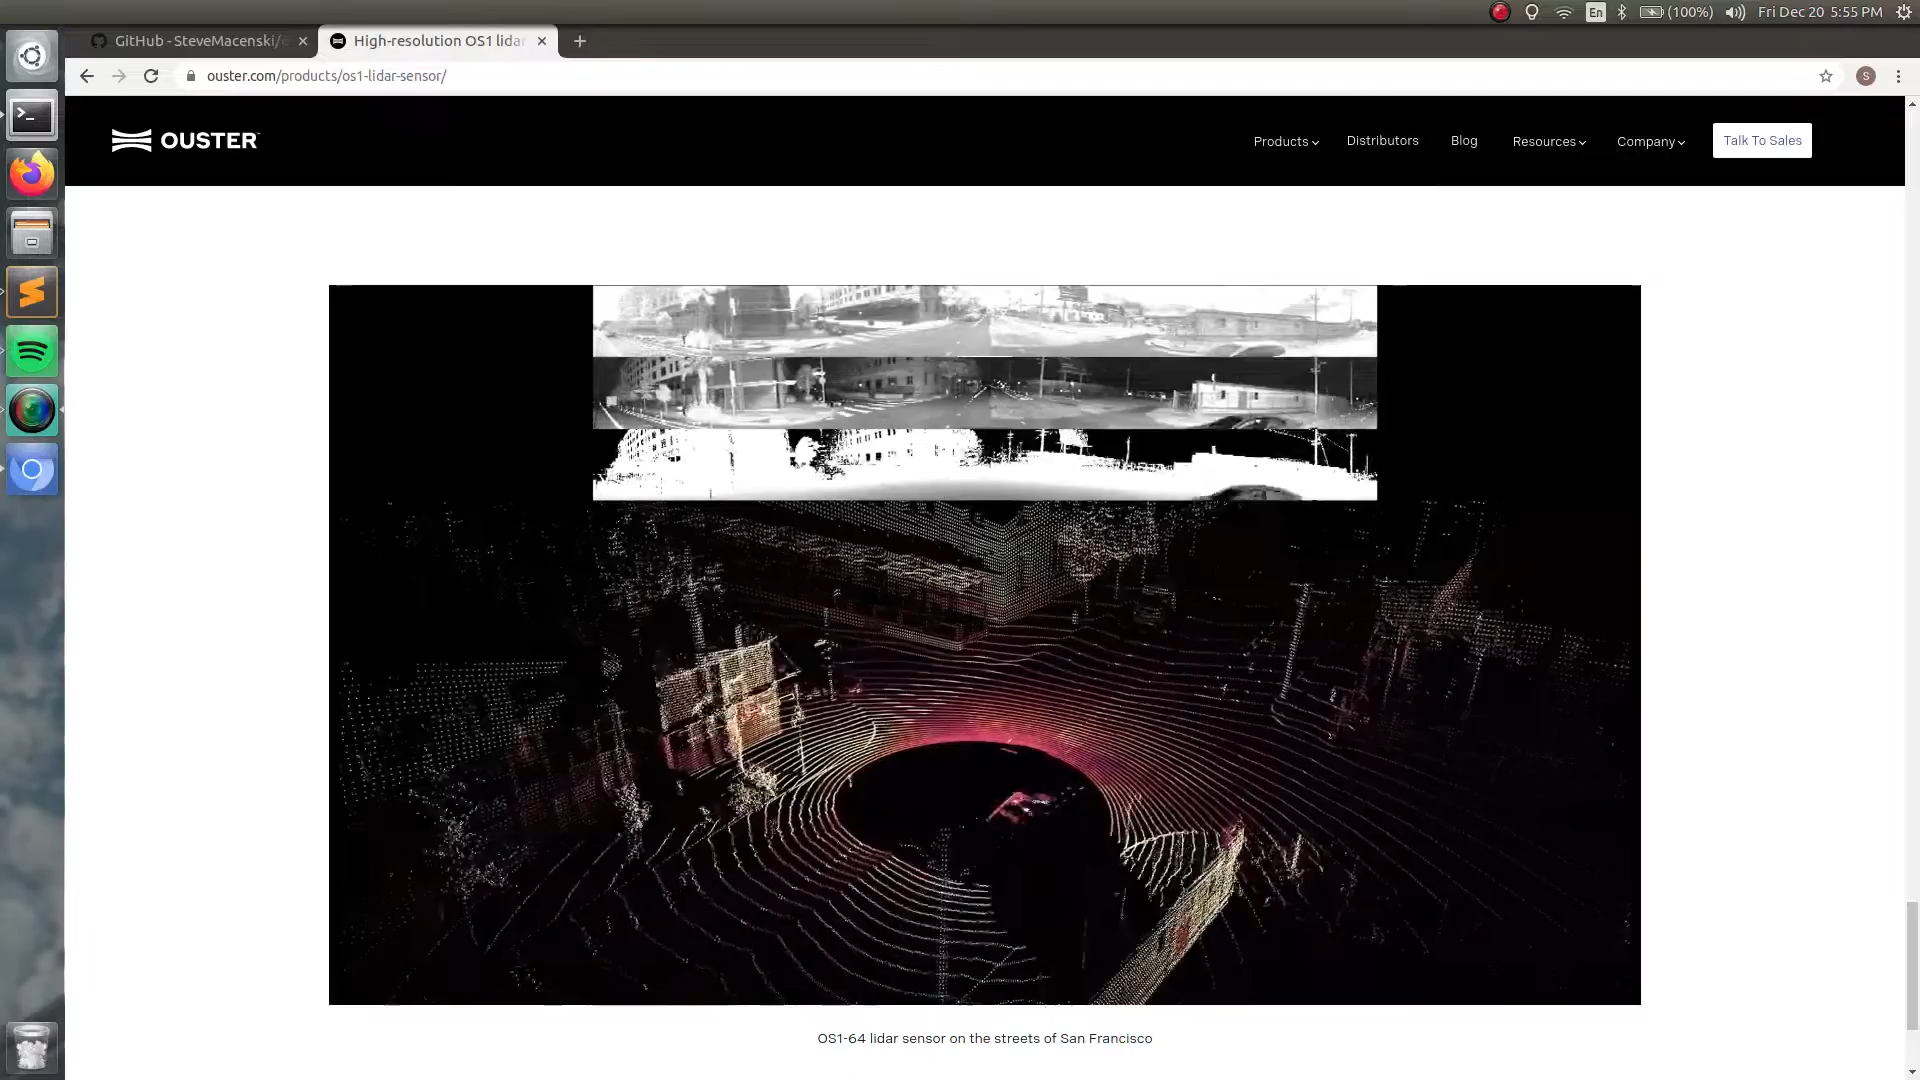 En
(100%)
Fri Dec 20 5:55 PM
GitHub - SteveMacenski/e
High-resolution OS1 lidar
ouster.com/products/os1-lidar-sensor/
S
OUSTER
Products
Distributors
Blog
Resources
Company
Talk To Sales
OS1-64 lidar sensor on the streets of San Francisco